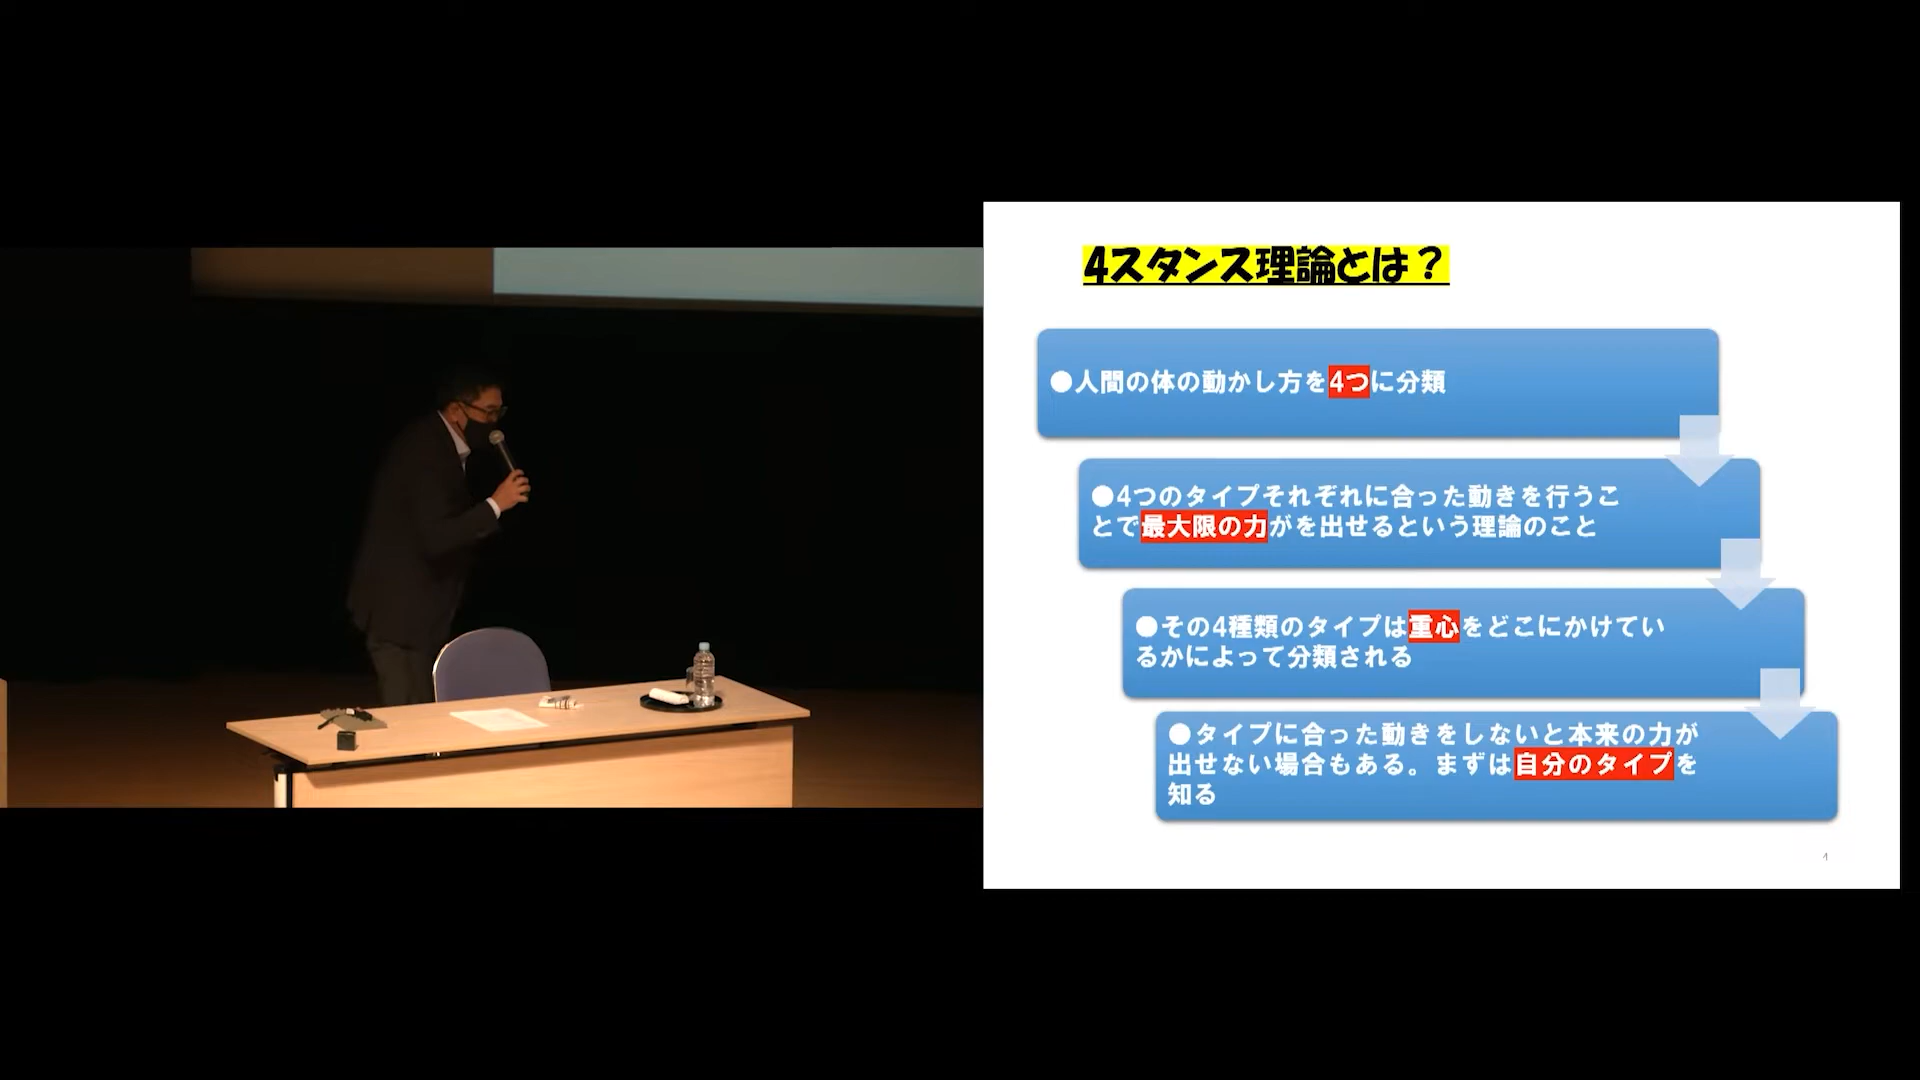 4スタンス理論とは？
●人間の体の動かし方を4つに分類
●4つのタイプそれぞれに合った動きを行うこ
とで最大限の力がを出せるという理論のこと
●その4種類のタイプは重心をどこにかけてい
るかによって分類される
●タイプに合った動きをしないと本来の力が
出せない場合もある。まずは自分のタイプを
知る
4